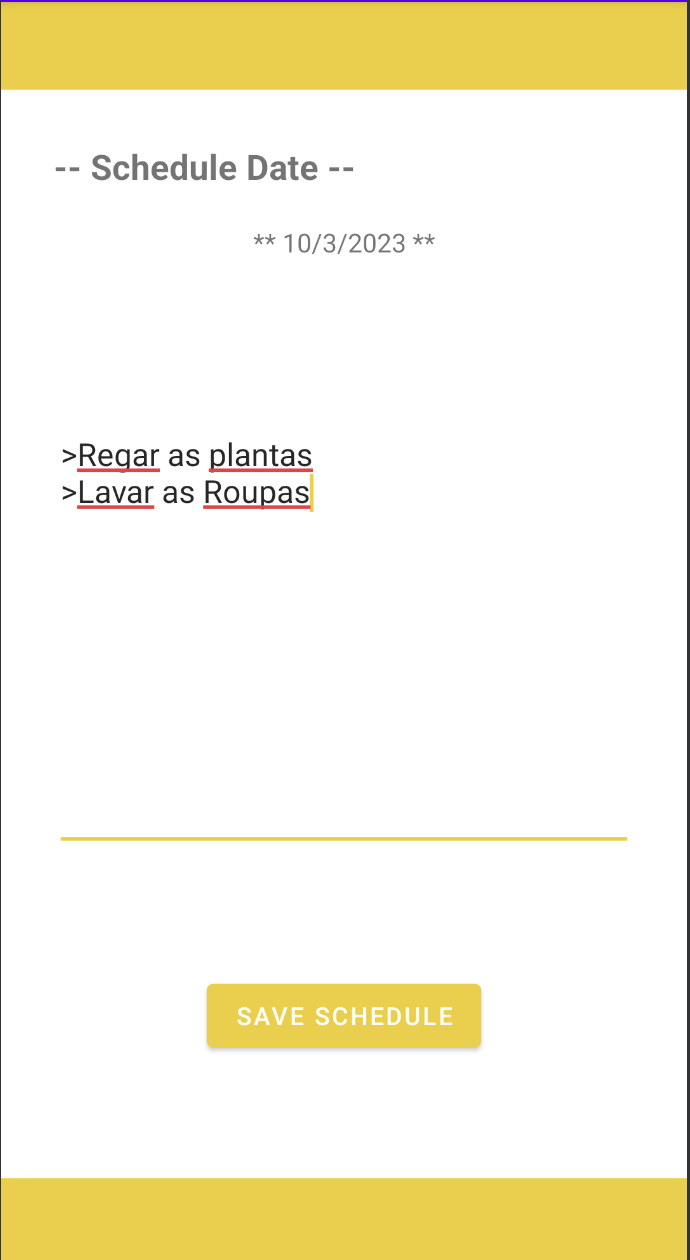 -- Schedule Date --
** 10/3/2023 **
>Regar as plantas
>Lavar as Roupas
SAVE SCHEDULE